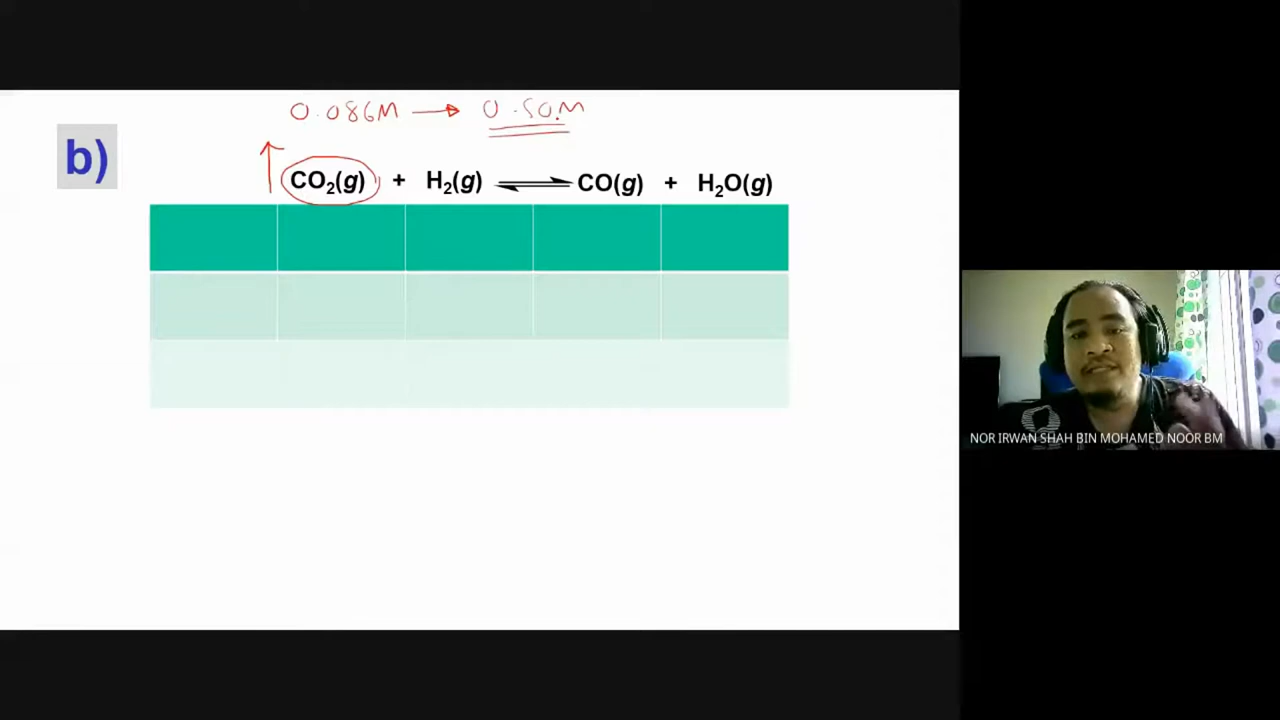 0.086M → 0.50M
b)
↑ CO₂(g) + H₂(g) ⇌ CO(g) + H₂O(g)
NOR IRWAN SHAH BIN MOHAMED NOOR BM